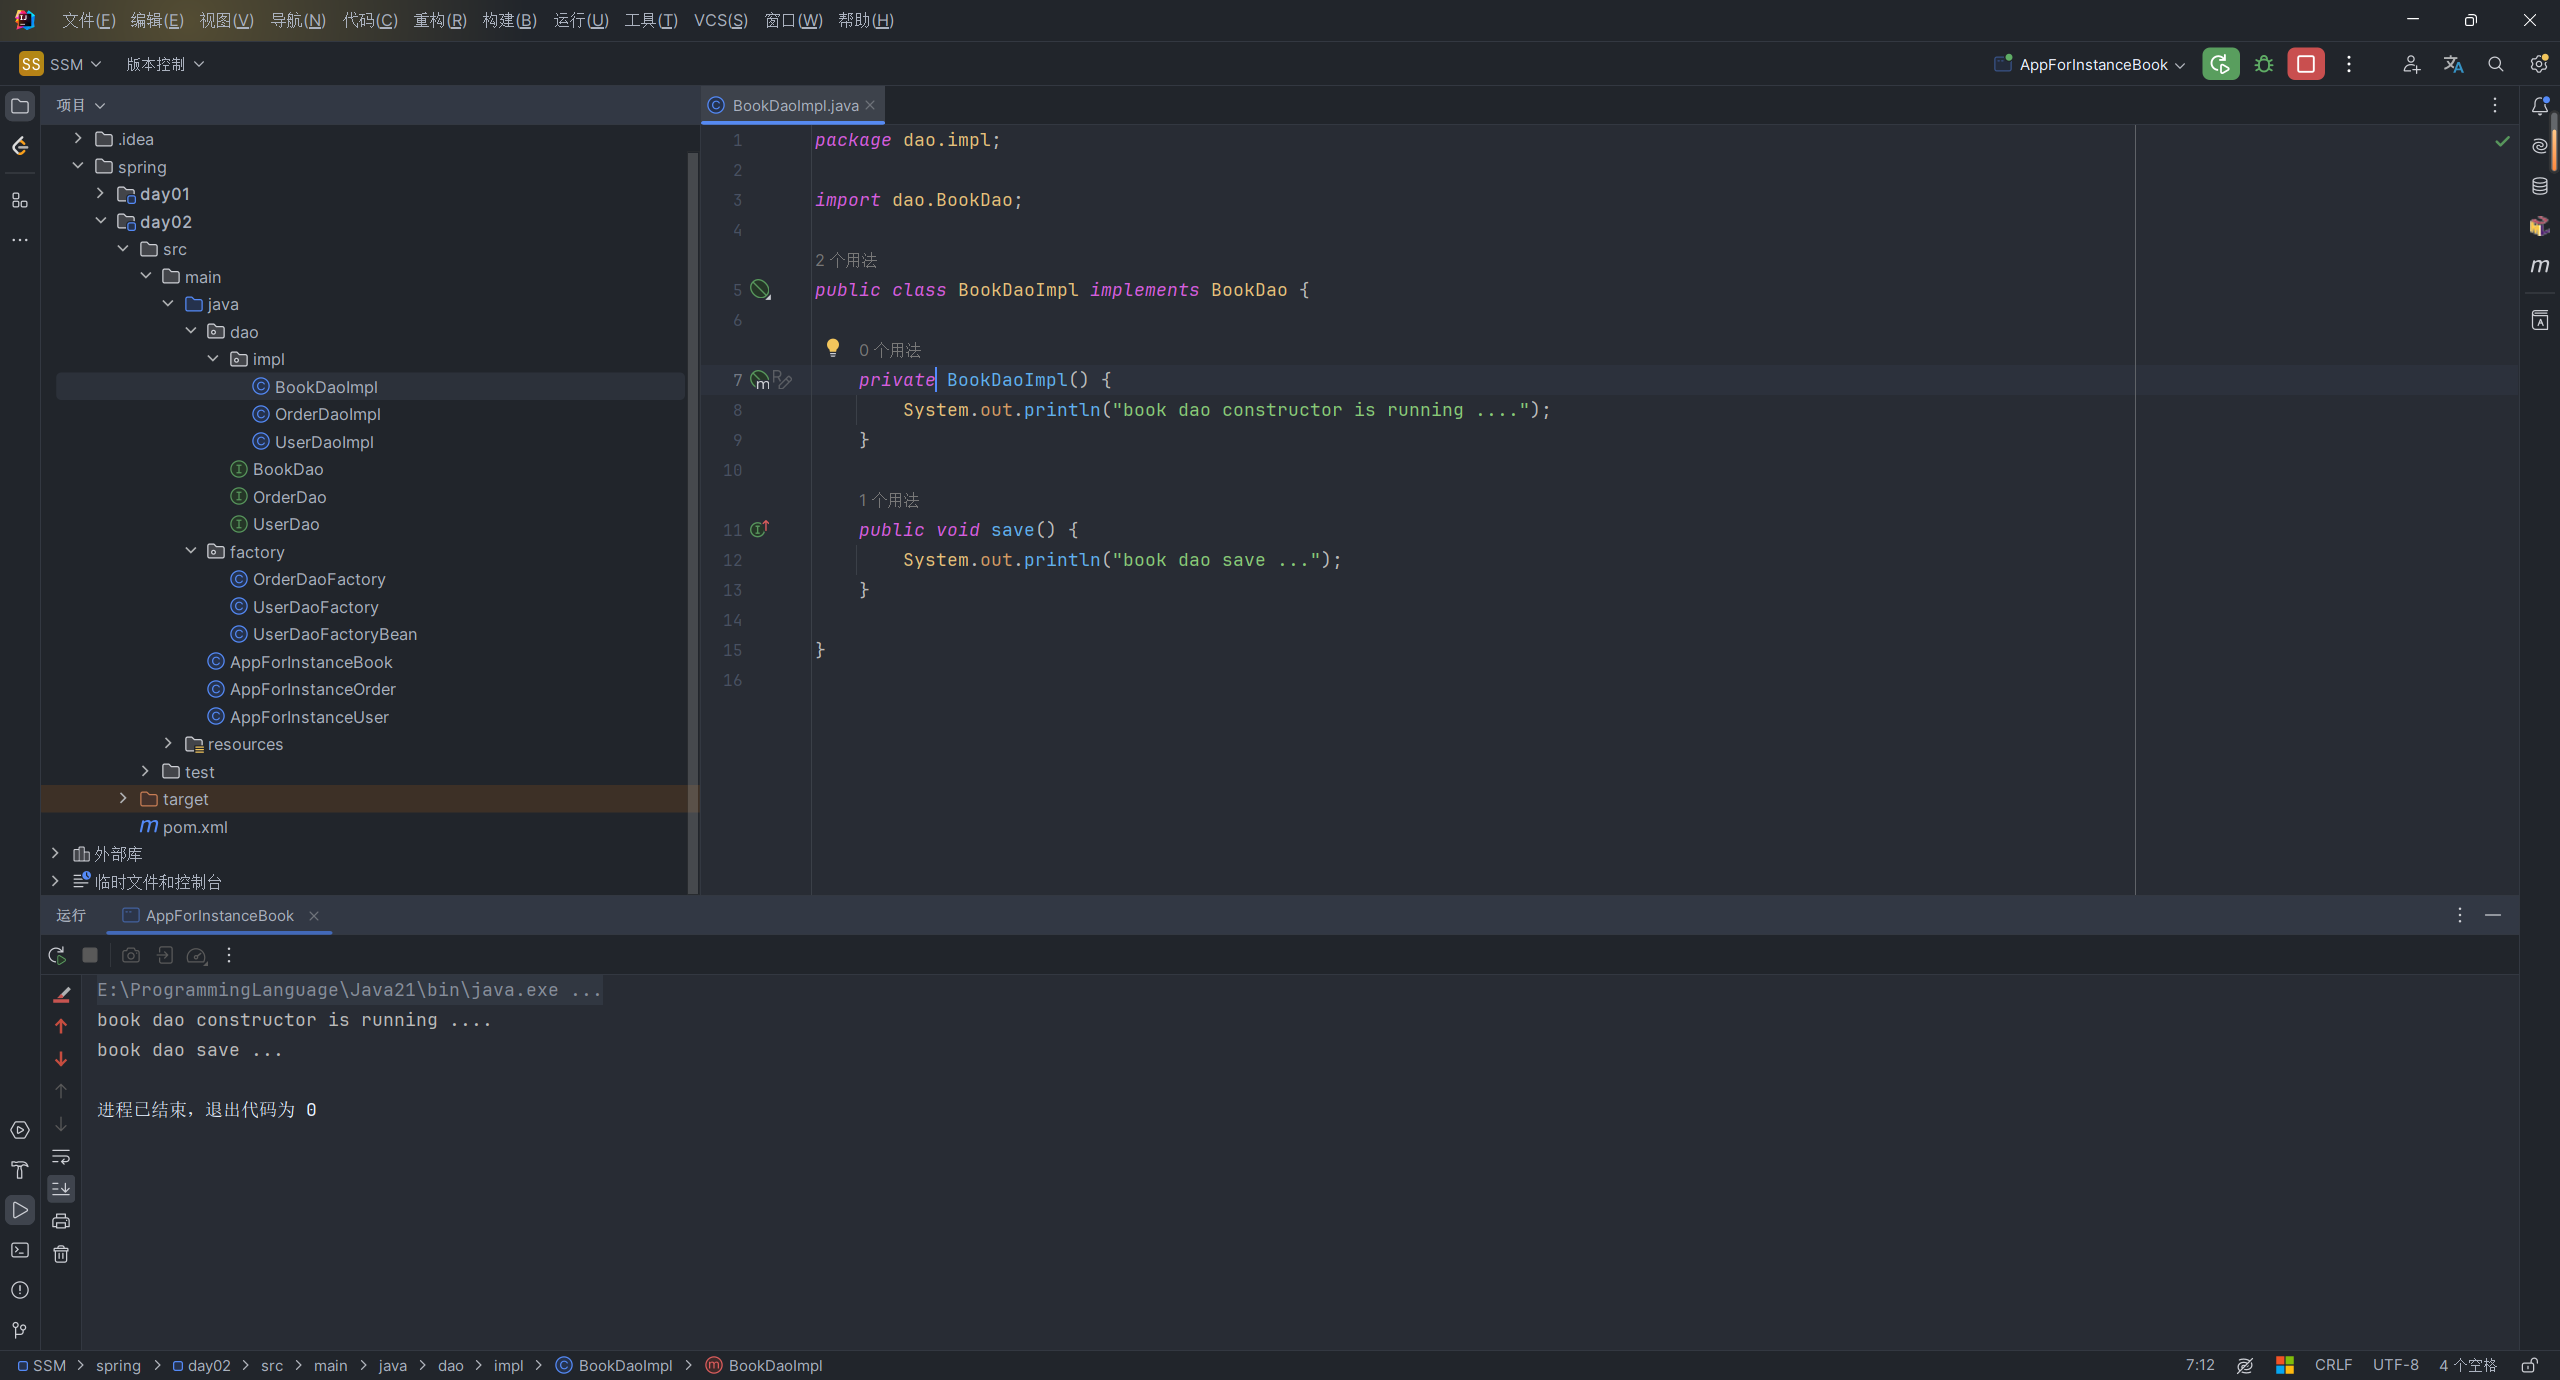 文件(F) 编辑(E) 视图(V) 导航(N) 代码(C) 重构(R) 构建(B) 运行(U) 工具(T) VCS(S) 窗口(W) 帮助(H)
SS SSM 版本控制 AppForInstanceBook
项目
BookDaoImpl.java
.idea
spring
day01
day02
src
main
java
dao
impl
BookDaoImpl
OrderDaoImpl
UserDaoImpl
BookDao
OrderDao
UserDao
factory
OrderDaoFactory
UserDaoFactory
UserDaoFactoryBean
AppForInstanceBook
AppForInstanceOrder
AppForInstanceUser
resources
test
target
pom.xml
外部库
临时文件和控制台
1 package dao.impl;
2
3 import dao.BookDao;
4
2 个用法
5 public class BookDaoImpl implements BookDao {
6
0 个用法
7 private BookDaoImpl() {
8 System.out.println("book dao constructor is running ....");
9 }
10
1 个用法
11 public void save() {
12 System.out.println("book dao save ...");
13 }
14
15 }
16
运行 AppForInstanceBook
E:\ProgrammingLanguage\Java21\bin\java.exe ...
book dao constructor is running ....
book dao save ...
进程已结束，退出代码为 0
SSM > spring > day02 > src > main > java > dao > impl > BookDaoImpl > BookDaoImpl
7:12 CRLF UTF-8 4 个空格